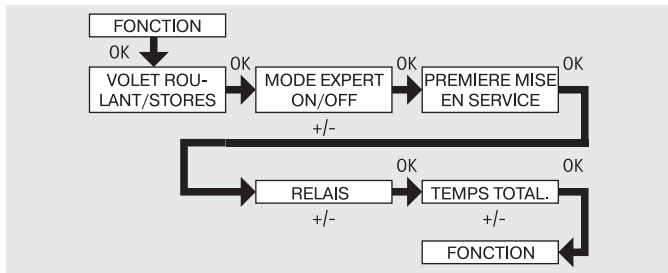 FONCTION
OK
VOLET ROU-
LANT/STORES
OK
MODE EXPERT
ON/OFF
+/-
OK
PREMIERE MISE
EN SERVICE
OK
RELAIS
+/-
OK
TEMPS TOTAL.
+/-
OK
FONCTION